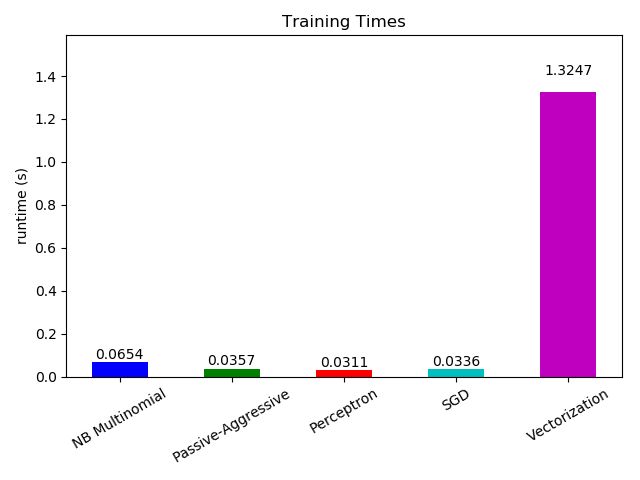 Training Times
runtime (s)
1.4
1.2
1.0
0.8
0.6
0.4
0.2
0.0
0.0654
0.0357
0.0311
0.0336
1.3247
NB Multinomial
Passive-Aggressive
Perceptron
SGD
Vectorization